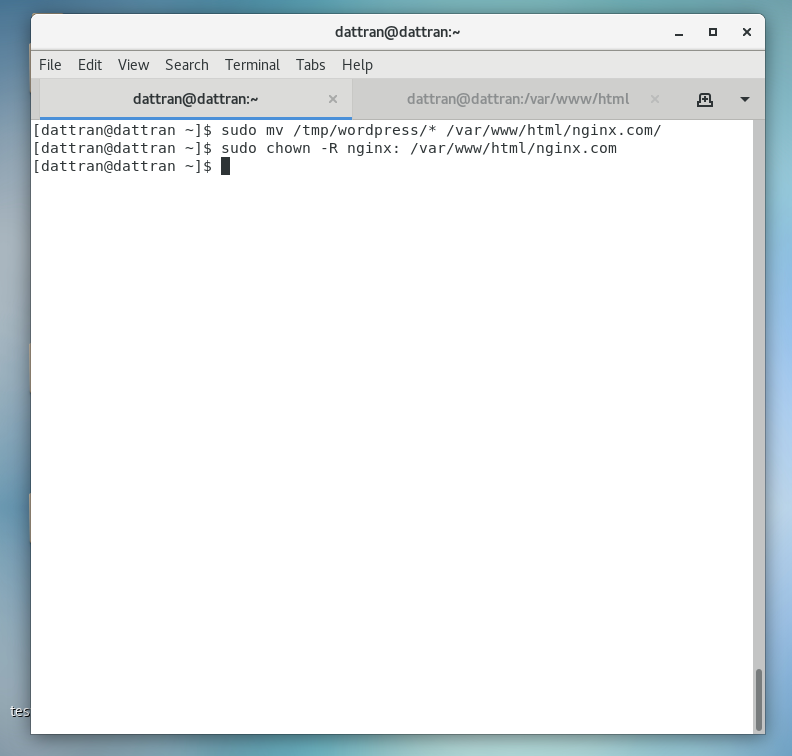 dattran@dattran:~
File Edit View Search Terminal Tabs Help
dattran@dattran:~ dattran@dattran:/var/www/html
[dattran@dattran ~]$ sudo mv /tmp/wordpress/* /var/www/html/nginx.com/
[dattran@dattran ~]$ sudo chown -R nginx: /var/www/html/nginx.com
[dattran@dattran ~]$
tes